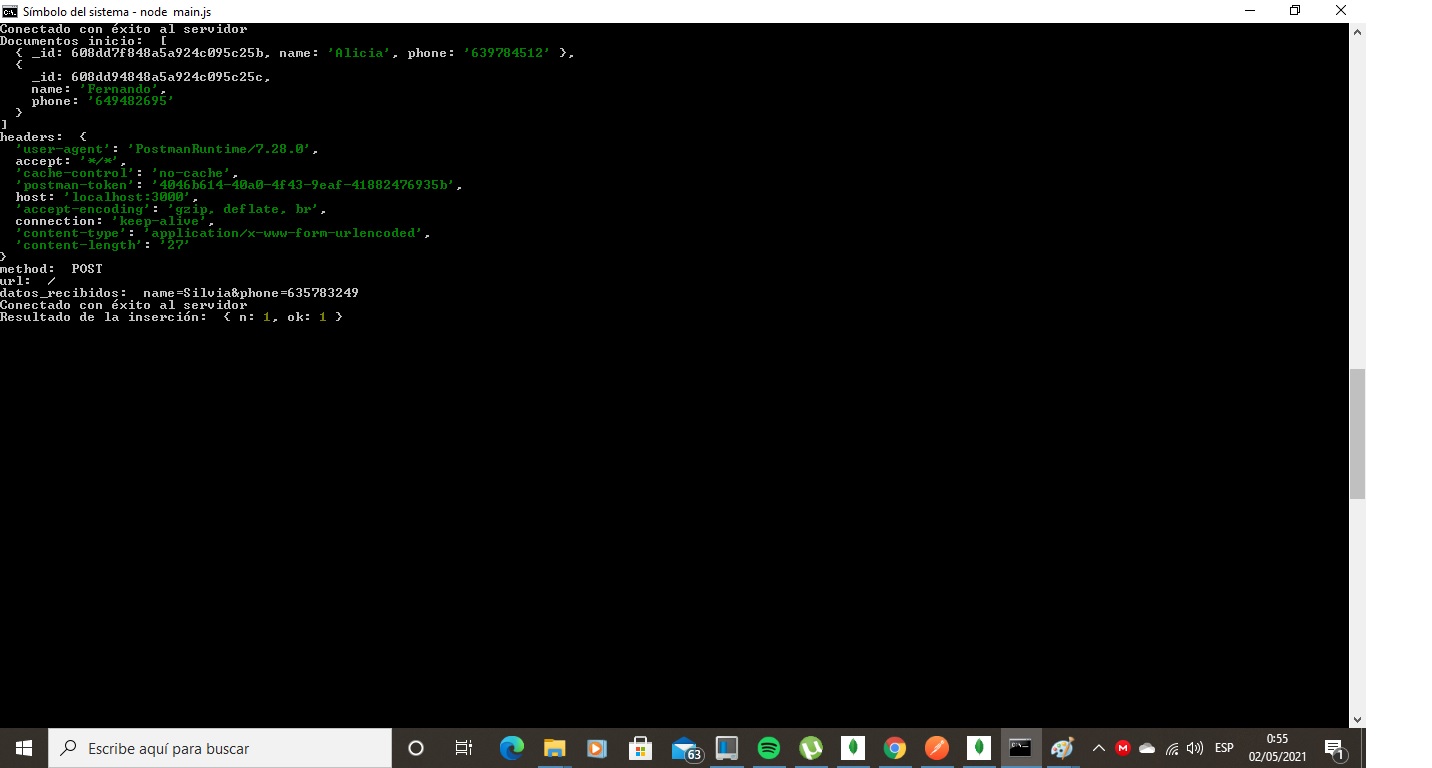 Símbolo del sistema - node  main.js
Conectado con éxito al servidor
Documentos inicio:  [
  { _id: 608dd7f848a5a924c095c25b, name: 'Alicia', phone: '639784512' },
  {
    _id: 608dd94848a5a924c095c25c,
    name: 'Fernando',
    phone: '649482695'
  }
]
headers:  {
  'user-agent': 'PostmanRuntime/7.28.0',
  accept: '*/*',
  'cache-control': 'no-cache',
  'postman-token': '4046b614-40a0-4f43-9eaf-41882476935b',
  host: 'localhost:3000',
  'accept-encoding': 'gzip, deflate, br',
  connection: 'keep-alive',
  'content-type': 'application/x-www-form-urlencoded',
  'content-length': '27'
}
method:  POST
url:  /
datos_recibidos:  name=Silvia&phone=635783249
Conectado con éxito al servidor
Resultado de la inserción:  { n: 1, ok: 1 }
Escribe aquí para buscar
63
ESP
0:55
02/05/2021
1